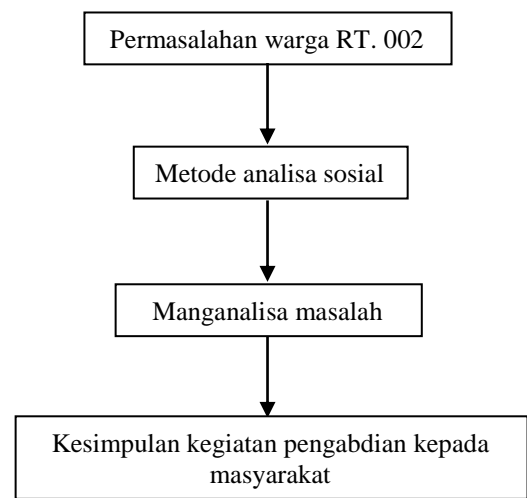 Permasalahan warga RT. 002
Metode analisa sosial
Manganalisa masalah
Kesimpulan kegiatan pengabdian kepada
masyarakat